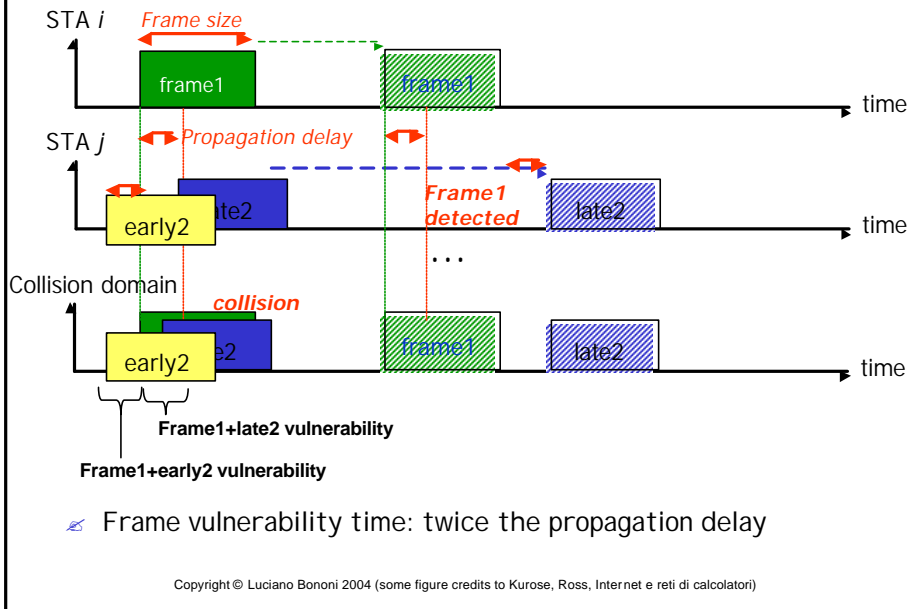 STA i
Frame size
frame1
frame1
time
STA j
Propagation delay
early2
late2
Frame1
detected
late2
time
...
Collision domain
collision
early2
frame1
late2
time
Frame1+late2 vulnerability
Frame1+early2 vulnerability
Frame vulnerability time: twice the propagation delay
Copyright © Luciano Bononi 2004 (some figure credits to Kurose, Ross, Internet e reti di calcolatori)